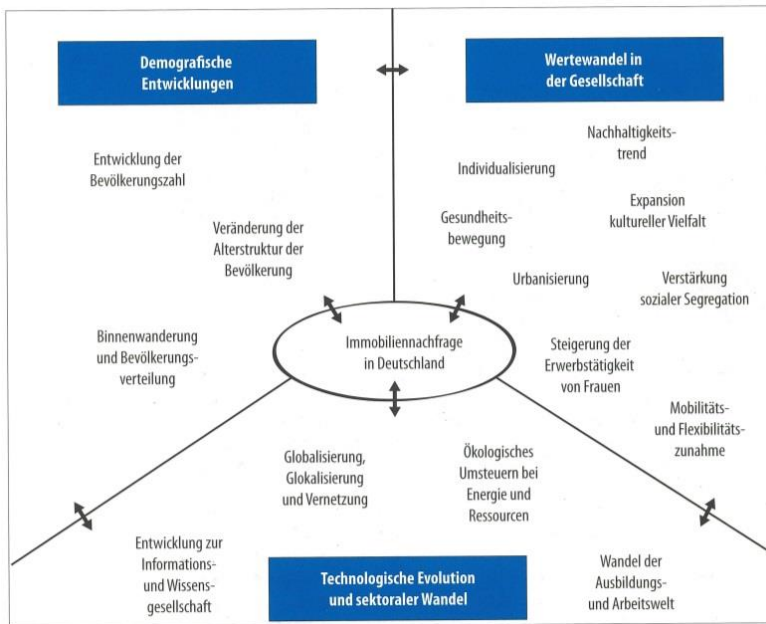 Demografische
Entwicklungen
Wertewandel in
der Gesellschaft
Entwicklung der
Bevölkerungszahl
Veränderung der
Alterstruktur der
Bevölkerung
Binnenwanderung
und Bevölkerungs-
verteilung
Nachhaltigkeits-
trend
Individualisierung
Expansion
kultureller Vielfalt
Gesundheits-
bewegung
Urbanisierung
Verstärkung
sozialer Segregation
Steigerung der
Erwerbstätigkeit
von Frauen
Mobilitäts-
und Flexibilitäts-
zunahme
Immobiliennachfrage
in Deutschland
Globalisierung,
Glokalisierung
und Vernetzung
Ökologisches
Umsteuern bei
Energie und
Ressourcen
Entwicklung zur
Informations-
und Wissens-
gesellschaft
Technologische Evolution
und sektoraler Wandel
Wandel der
Ausbildungs-
und Arbeitswelt